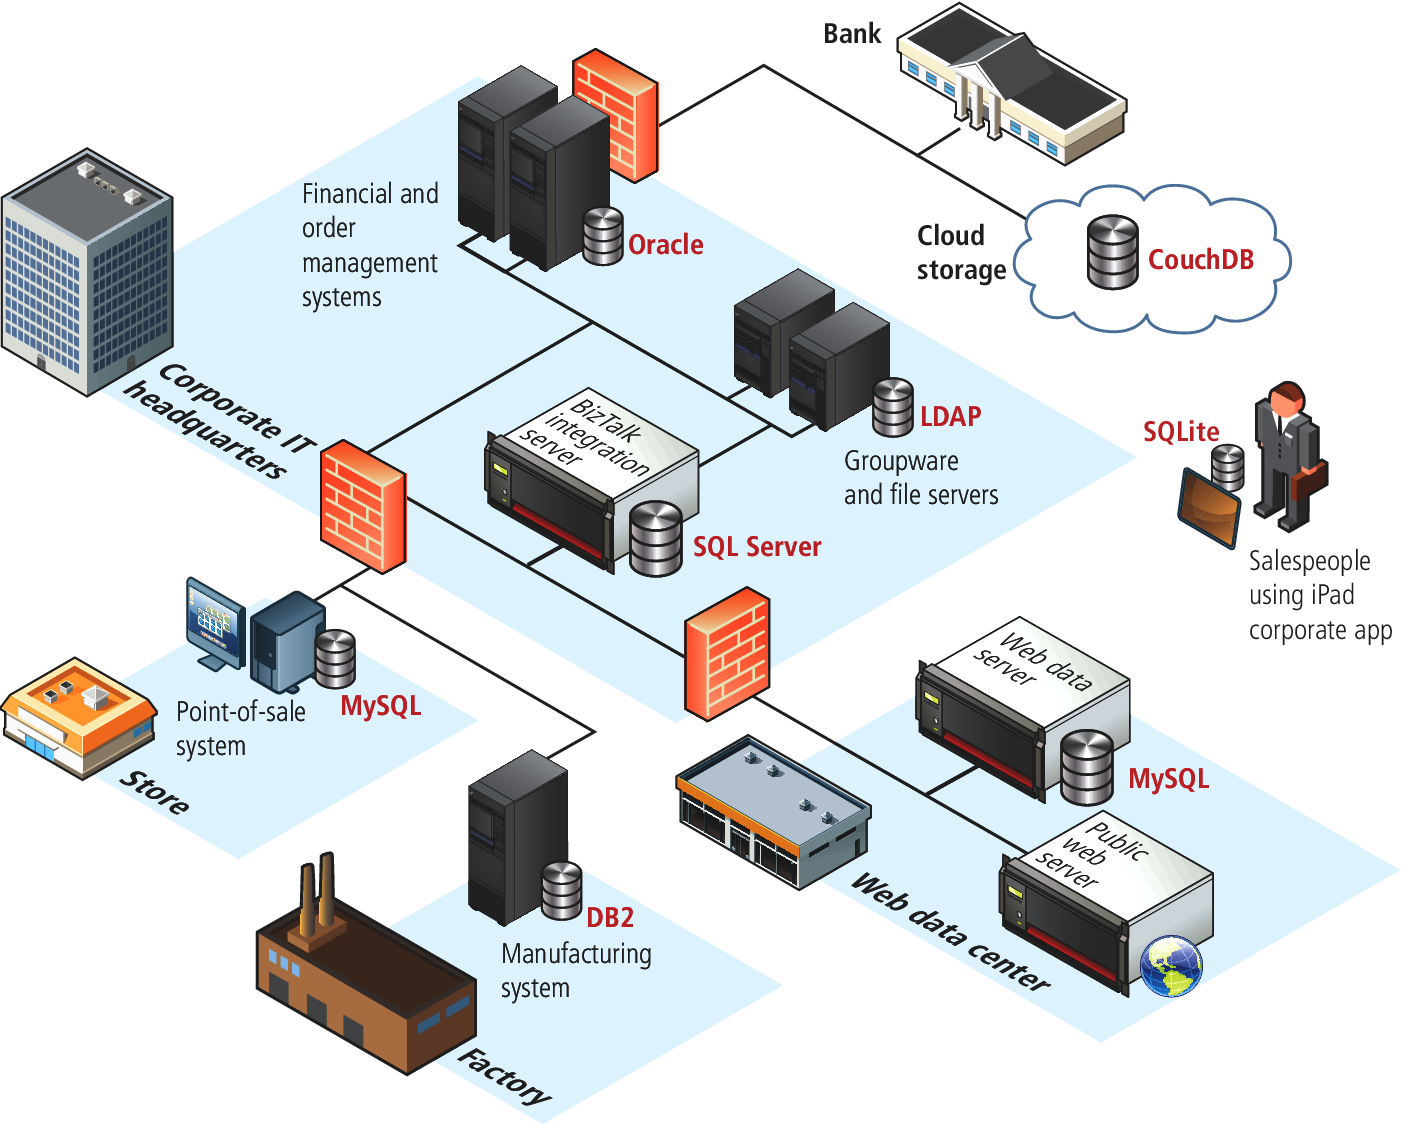 Bank
Financial and
order
management
systems
Oracle
Cloud
storage
CouchDB
Corporate IT
headquarters
BizTalk
integration
server
SQL Server
LDAP
Groupware
and file servers
SQLite
Salespeople
using iPad
corporate app
Point-of-sale
system
MySQL
Store
Web data
server
MySQL
Public
web
server
Web data center
DB2
Manufacturing
system
Factory